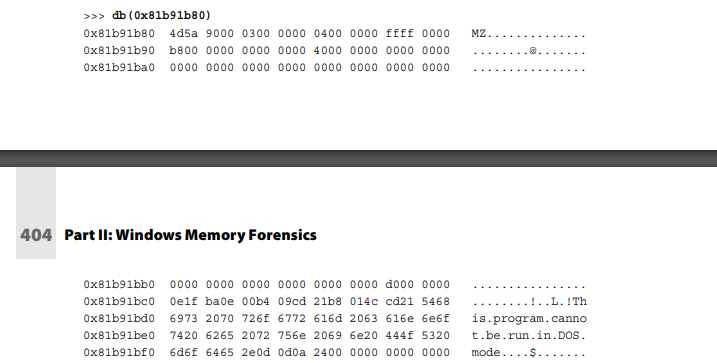 >>> db(0x81b91b80)
0x81b91b80 4d5a 9000 0300 0000 0400 0000 ffff 0000 MZ..............
0x81b91b90 b800 0000 0000 0000 4000 0000 0000 0000 ........@.......
0x81b91ba0 0000 0000 0000 0000 0000 0000 0000 0000 ................
404 Part II: Windows Memory Forensics
0x81b91bb0 0000 0000 0000 0000 0000 0000 d000 0000 ................
0x81b91bc0 0e1f ba0e 00b4 09cd 21b8 014c cd21 5468 ........!..L.!Th
0x81b91bd0 6973 2070 726f 6772 616d 2063 616e 6e6f is.program.canno
0x81b91be0 7420 6265 2072 756e 2069 6e20 444f 5320 t.be.run.in.DOS.
0x81b91bf0 6d6f 6465 2e0d 0d0a 2400 0000 0000 0000 mode....$.......